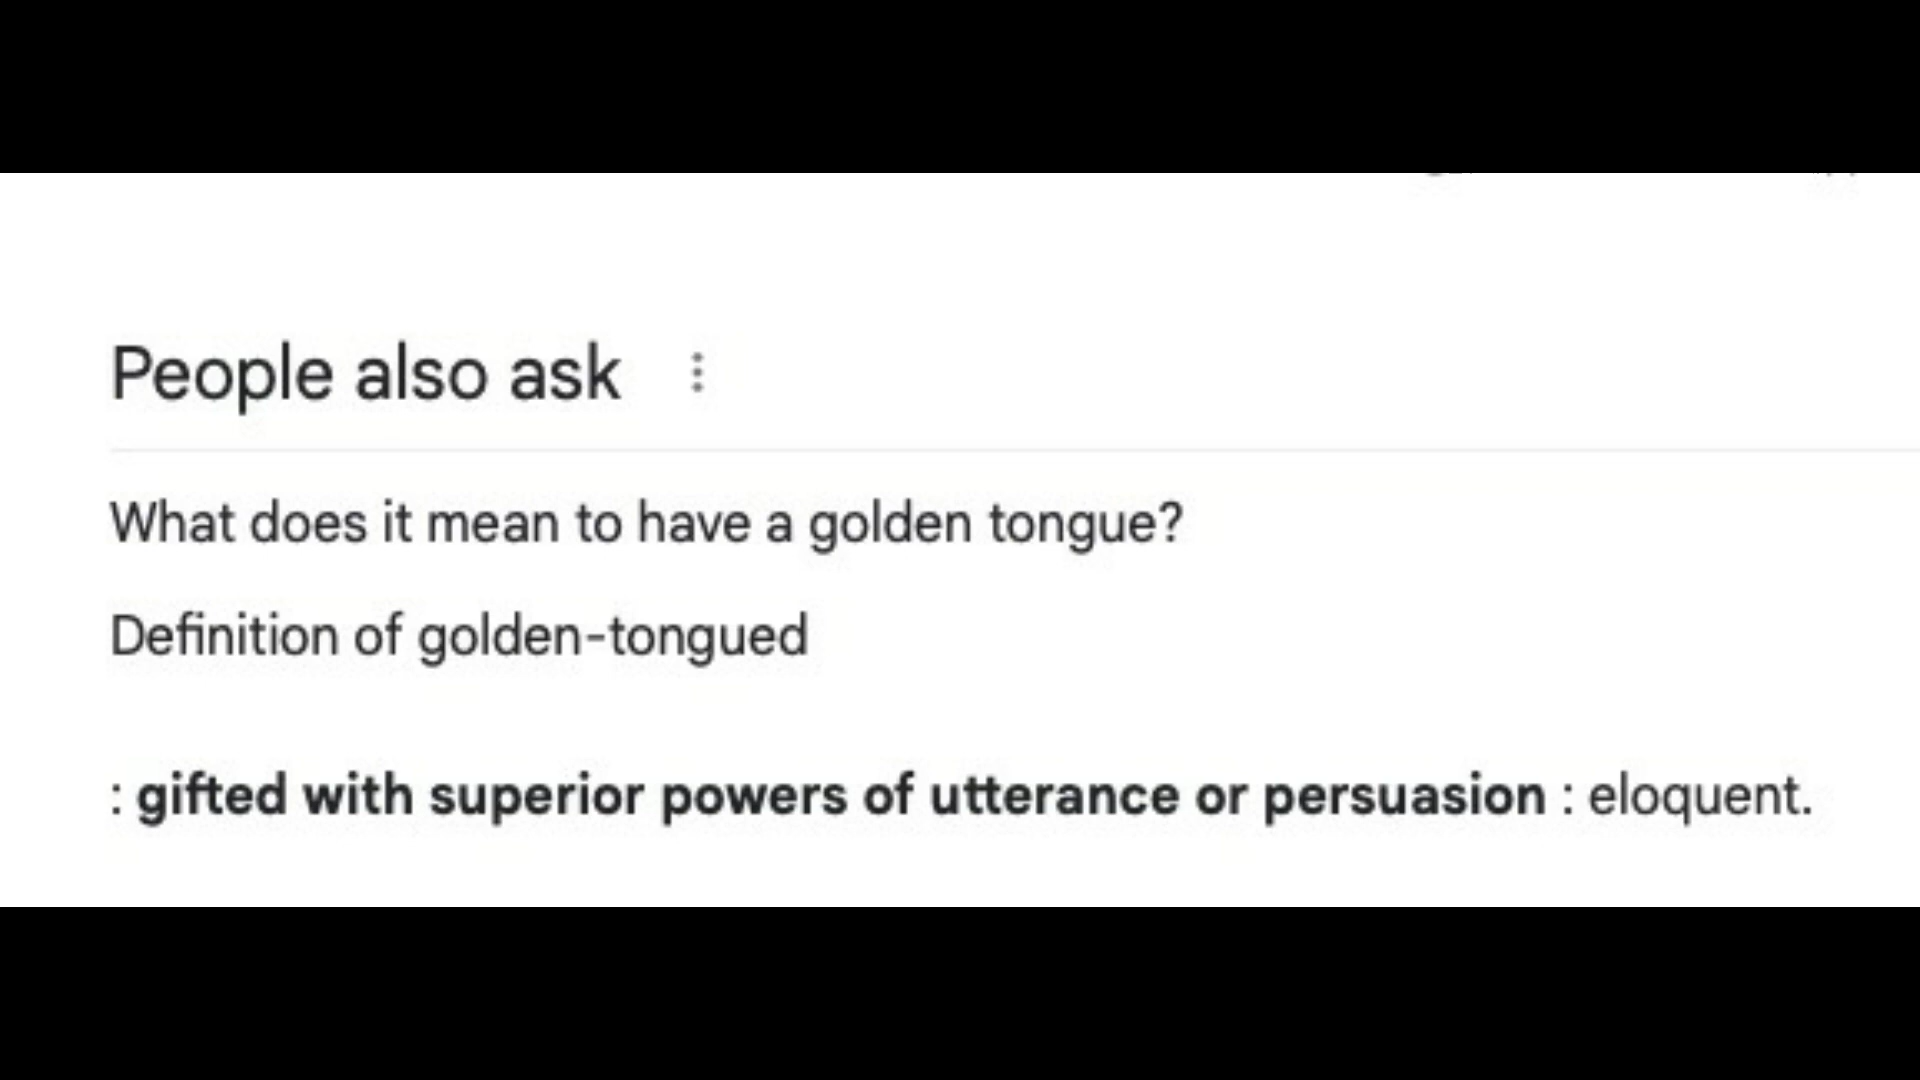 People also ask
What does it mean to have a golden tongue?
Definition of golden-tongued
: gifted with superior powers of utterance or persuasion : eloquent.